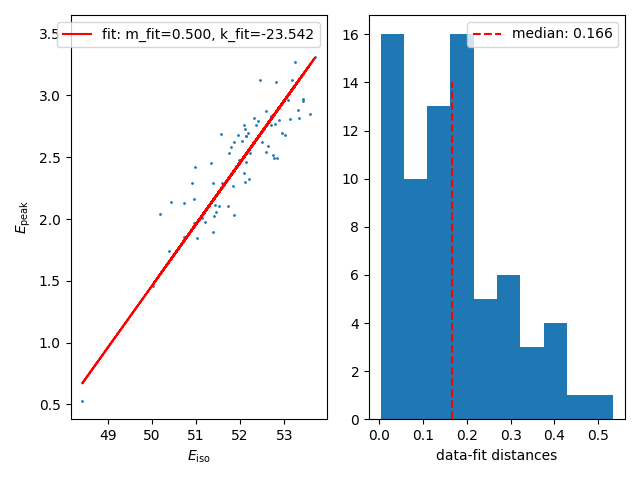 fit: m_fit=0.500, k_fit=-23.542
3.5
3.0
2.5
2.0
1.5
1.0
0.5
E_peak
49 50 51 52 53
E_iso
median: 0.166
16
14
12
10
8
6
4
2
0
0.0 0.1 0.2 0.3 0.4 0.5
data-fit distances